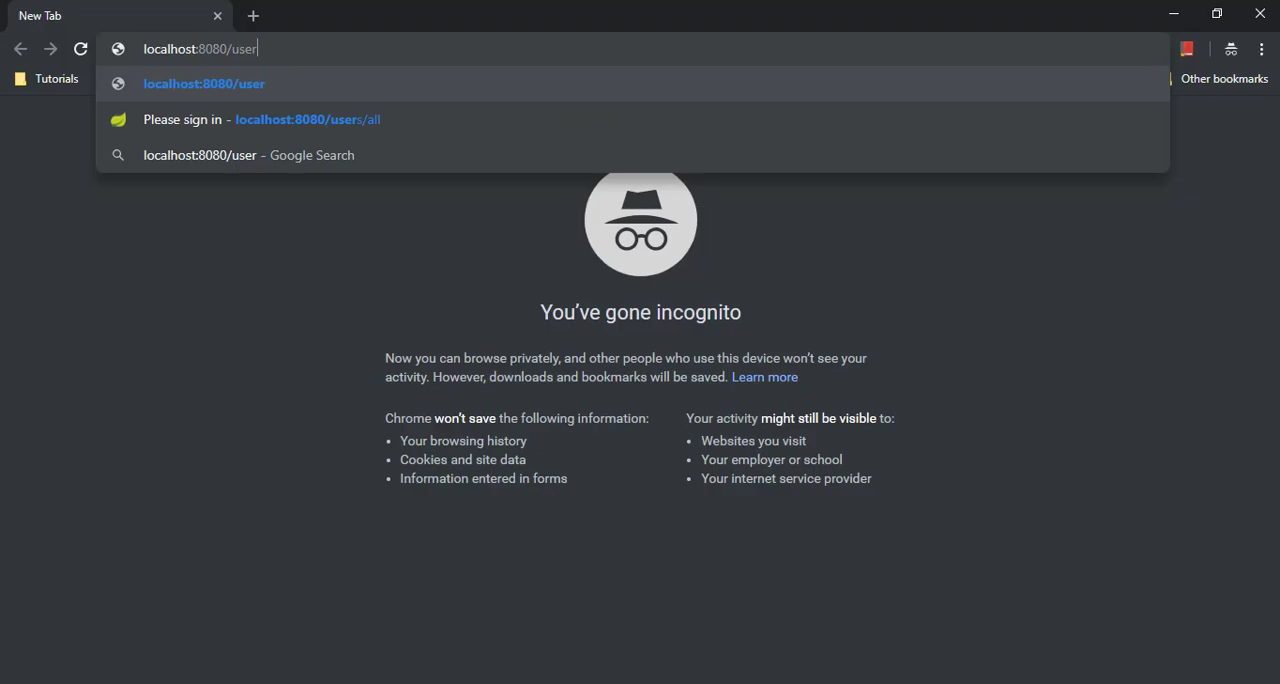 New Tab
localhost:8080/user
Tutorials
Other bookmarks
localhost:8080/user
Please sign in - localhost:8080/users/all
localhost:8080/user - Google Search
You've gone incognito
Now you can browse privately, and other people who use this device won't see your
activity. However, downloads and bookmarks will be saved. Learn more
Chrome won't save the following information:
• Your browsing history
• Cookies and site data
• Information entered in forms
Your activity might still be visible to:
• Websites you visit
• Your employer or school
• Your internet service provider